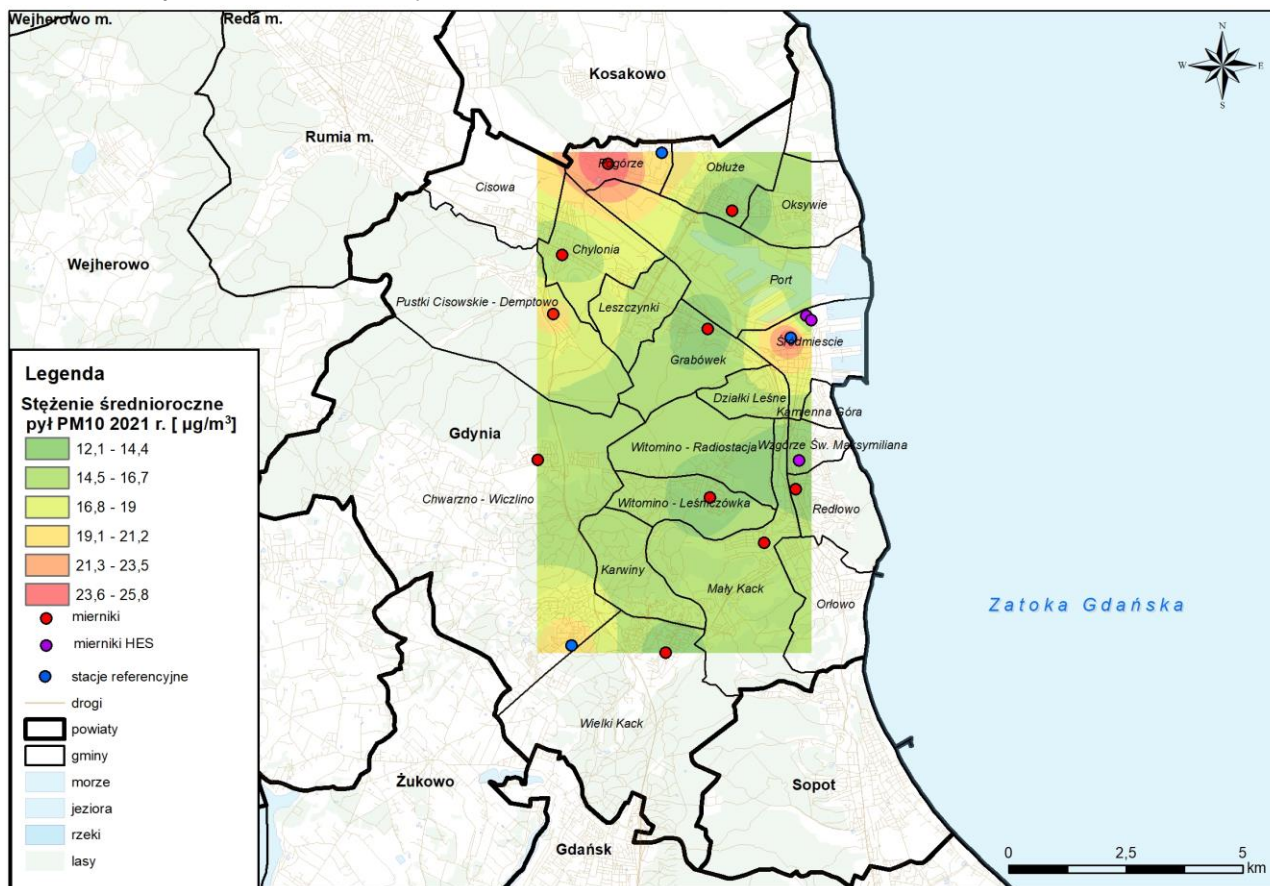 Wejherowo m.
Reda m.
Kosakowo
Rumia m.
Pogórze
Obłuże
Cisowa
Oksywie
Chylonia
Wejherowo
Port
Pustki Cisowskie - Demptowo
Leszczynki
Śródmieście
Grabówek
Działki Leśne
Kamienna Góra
Gdynia
Witomino - Radiostacja
Wzgórze Św. Maksymiliana
Chwarzno - Wiczlino
Witomino - Leśniczówka
Redłowo
Karwiny
Mały Kack
Orłowo
Zatoka Gdańska
Wielki Kack
Żukowo
Sopot
Gdańsk
N
W
E
S
Legenda
Stężenie średnioroczne
pył PM10 2021 r. [ µg/m³]
12,1 - 14,4
14,5 - 16,7
16,8 - 19
19,1 - 21,2
21,3 - 23,5
23,6 - 25,8
mierniki
mierniki HES
stacje referencyjne
drogi
powiaty
gminy
morze
jeziora
rzeki
lasy
0
2,5
5
km